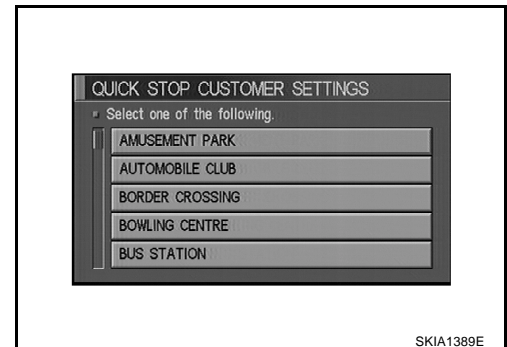 QUICK STOP CUSTOMER SETTINGS
Select one of the following.
AMUSEMENT PARK
AUTOMOBILE CLUB
BORDER CROSSING
BOWLING CENTRE
BUS STATION
SKIA1389E